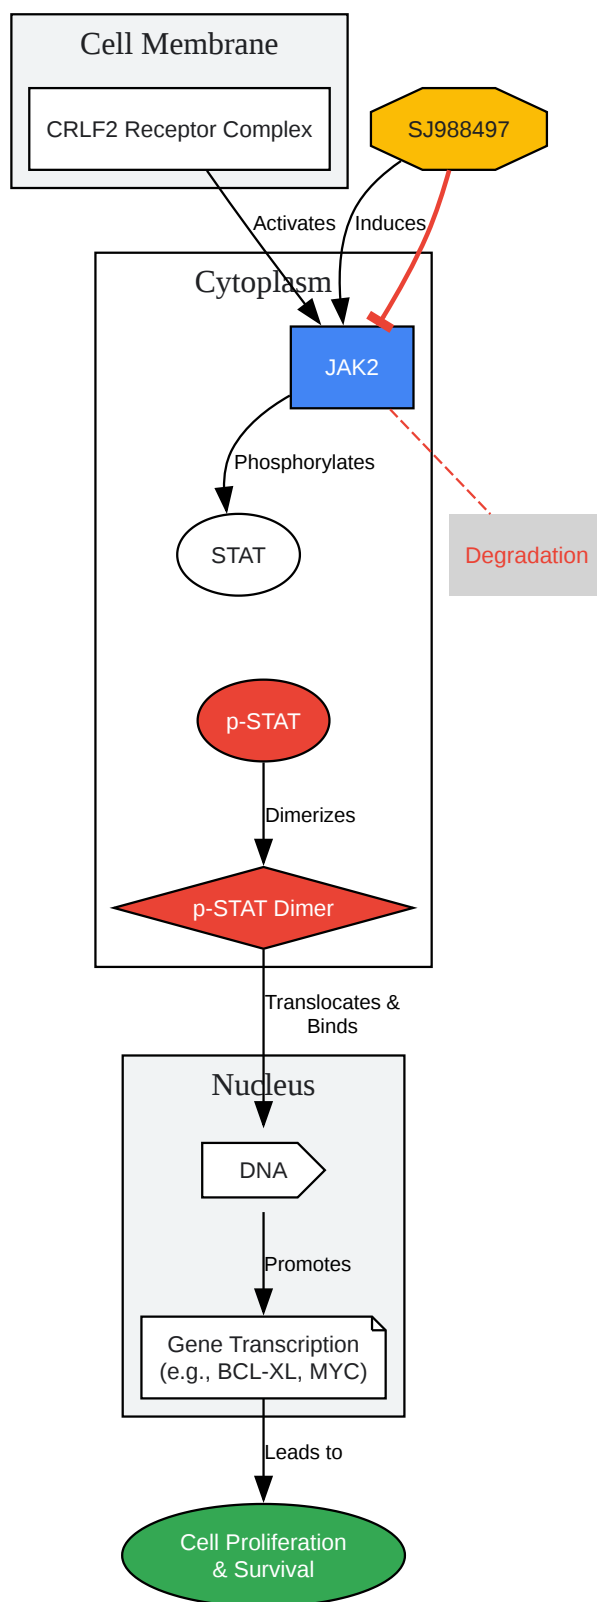 Cell Membrane
CRLF2 Receptor Complex
SJ988497
Activates
Induces
Cytoplasm
JAK2
Phosphorylates
STAT
Degradation
p-STAT
Dimerizes
p-STAT Dimer
Translocates &
Binds
Nucleus
DNA
Promotes
Gene Transcription
(e.g., BCL-XL, MYC)
Leads to
Cell Proliferation
& Survival